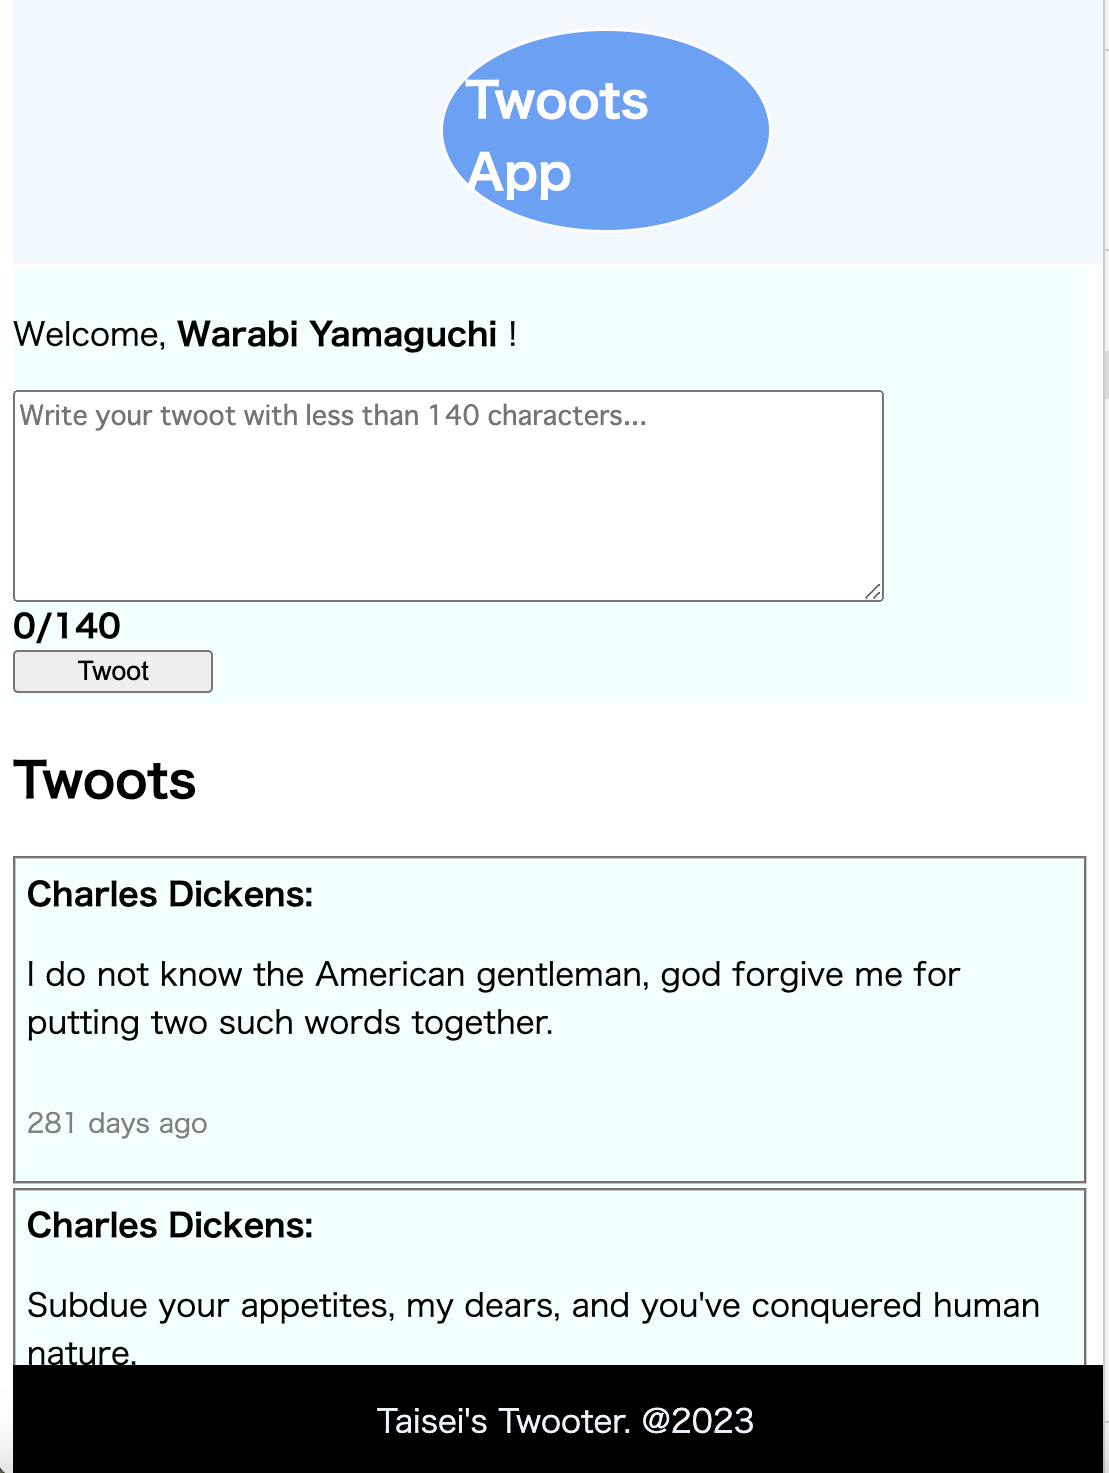 Twoots
App
Welcome, Warabi Yamaguchi !
Write your twoot with less than 140 characters...
0/140
Twoot
Twoots
Charles Dickens:
I do not know the American gentleman, god forgive me for
putting two such words together.
281 days ago
Charles Dickens:
Subdue your appetites, my dears, and you've conquered human
nature.
Taisei's Twooter. @2023